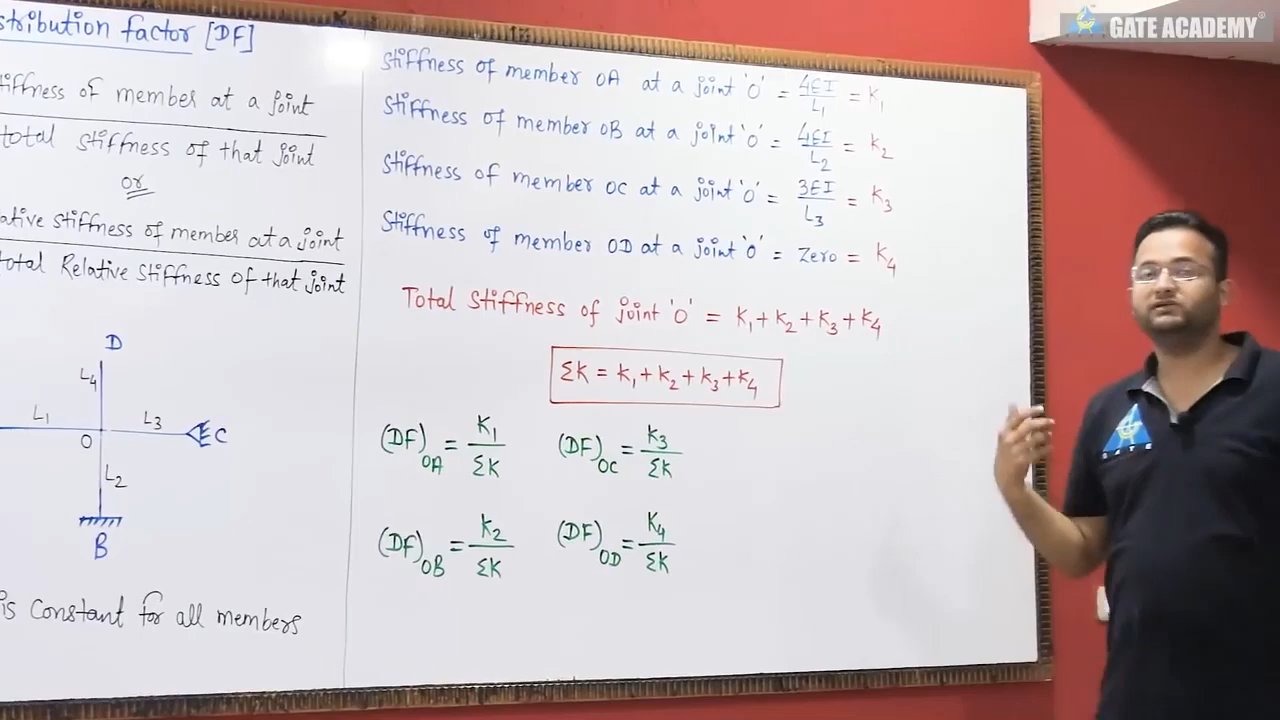 GATE ACADEMY®
stribution factor [DF]
iffness of member at a joint
total stiffness of that joint
or
ative stiffness of member at a joint
total Relative stiffness of that joint
D
L4
L1
L3
O
C
L2
B
is constant for all members
Stiffness of member OA at a joint 'O' = 4EI/L1 = K1
Stiffness of member OB at a joint 'O' = 4EI/L2 = K2
Stiffness of member OC at a joint 'O' = 3EI/L3 = K3
Stiffness of member OD at a joint 'O' = Zero = K4
Total stiffness of joint 'O' = K1+K2+K3+K4
ΣK = K1+K2+K3+K4
(DF)OA = K1/ΣK (DF)OC = K3/ΣK
(DF)OB = K2/ΣK (DF)OD = K4/ΣK
GATE